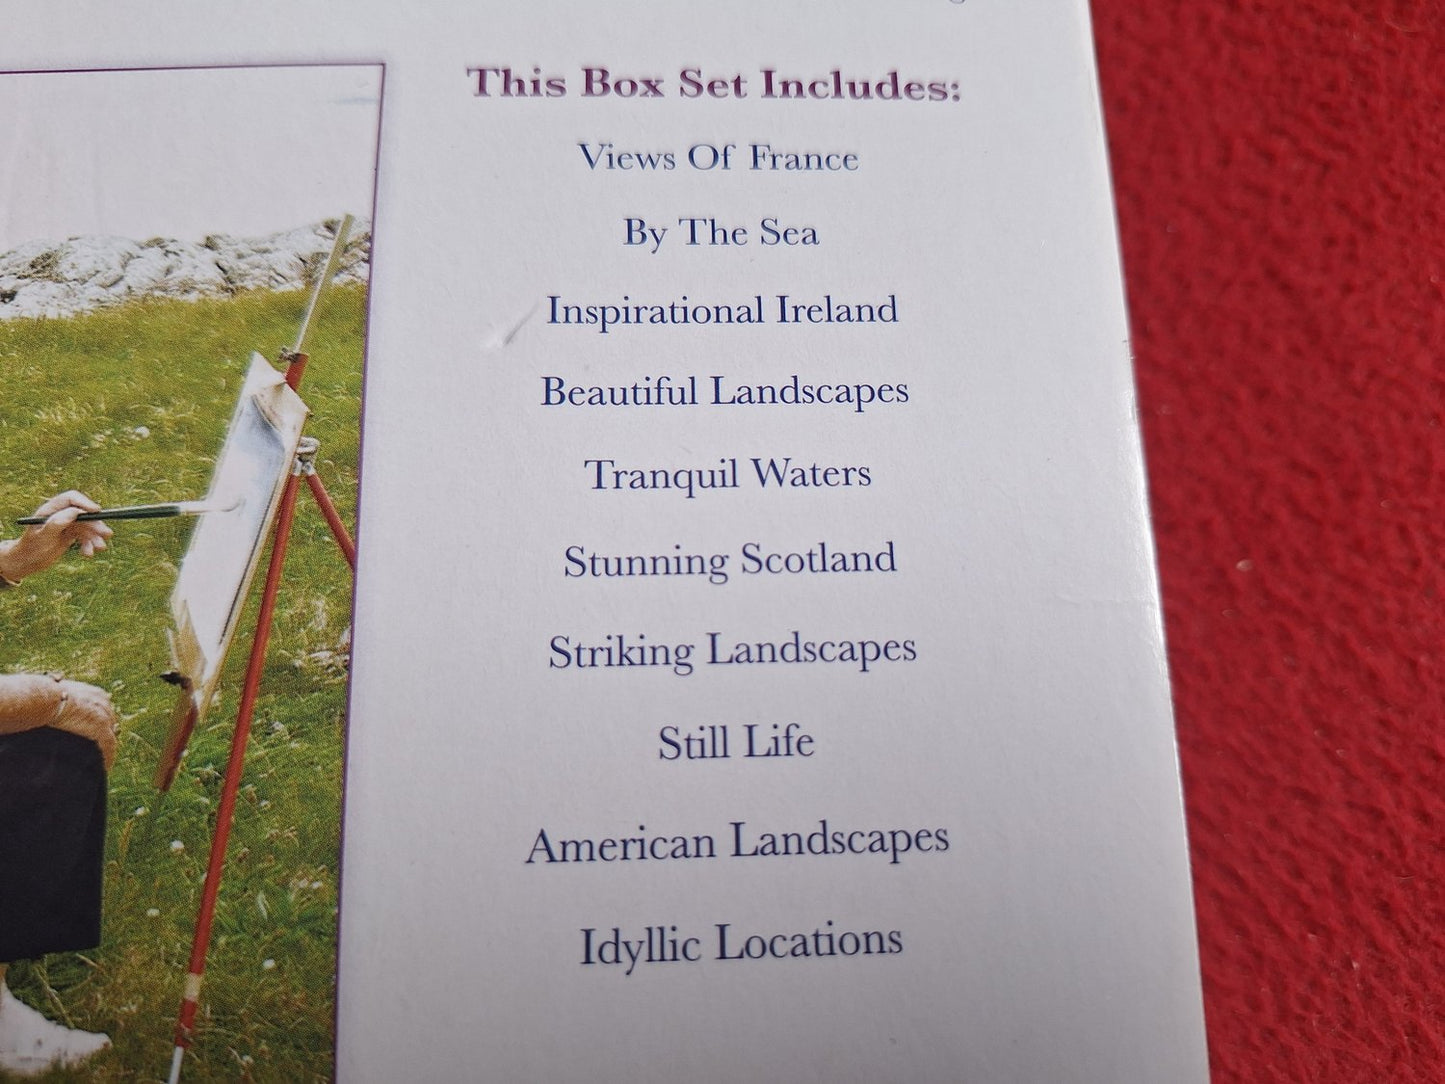 This Box Set Includes:
Views Of France
By The Sea
Inspirational Ireland
Beautiful Landscapes
Tranquil Waters
Stunning Scotland
Striking Landscapes
Still Life
American Landscapes
Idyllic Locations